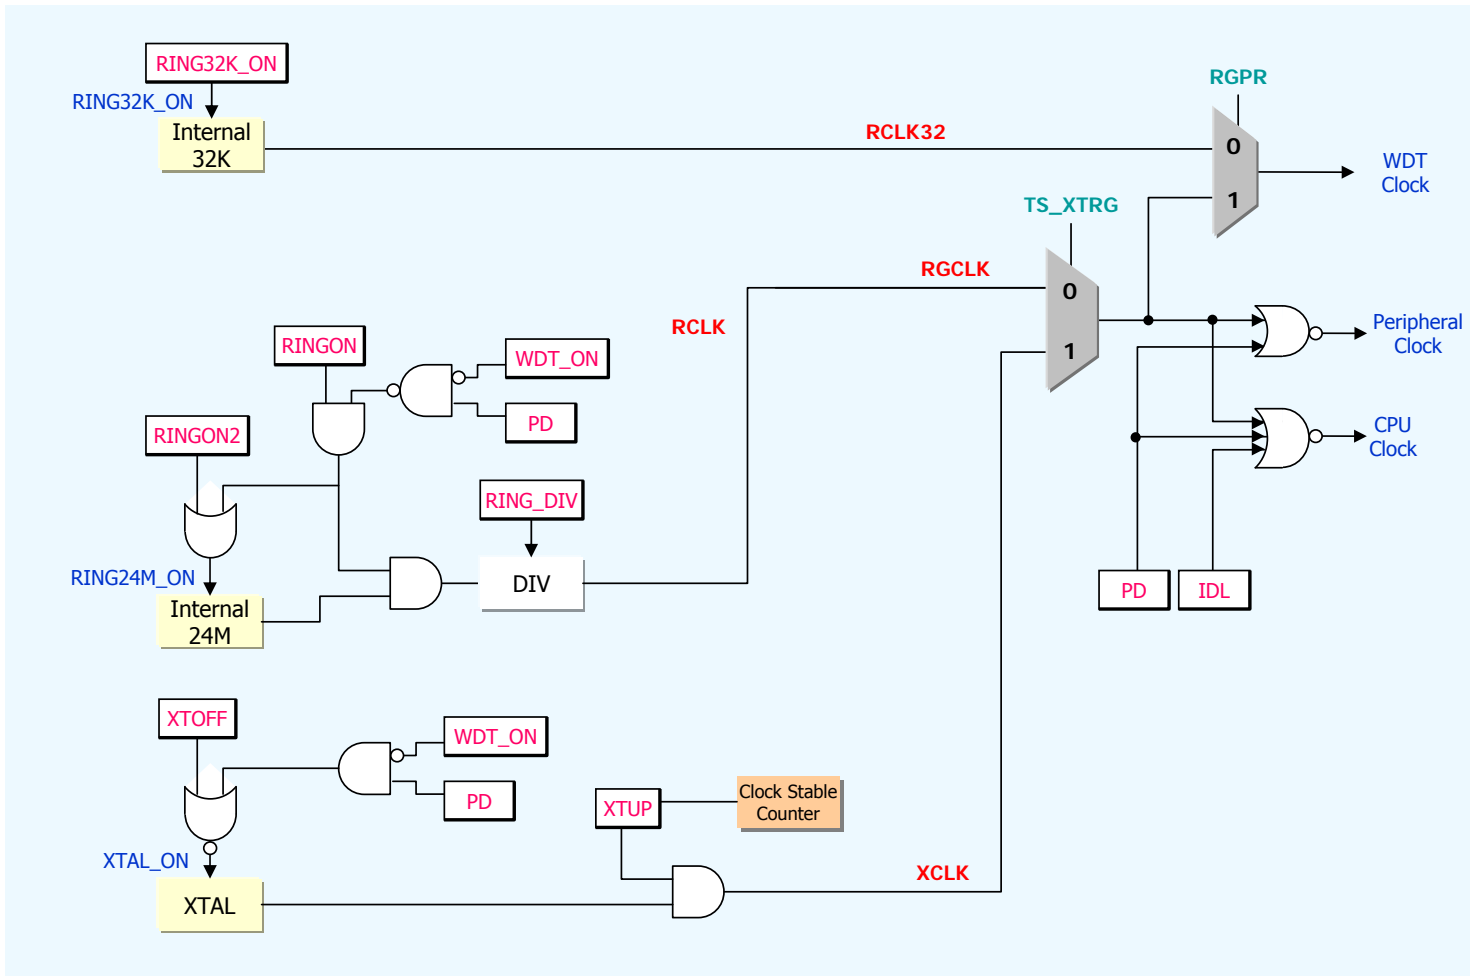 RING32K_ON
RING32K_ON
Internal
32K
RCLK32
RGPR
0
1
WDT
Clock
TS_XTRG
RGCLK
0
1
RCLK
RINGON
WDT_ON
PD
RINGON2
RING_DIV
DIV
RING24M_ON
Internal
24M
Peripheral
Clock
CPU
Clock
PD
IDL
XTOFF
WDT_ON
PD
XTAL_ON
XTAL
XTUP
Clock Stable
Counter
XCLK